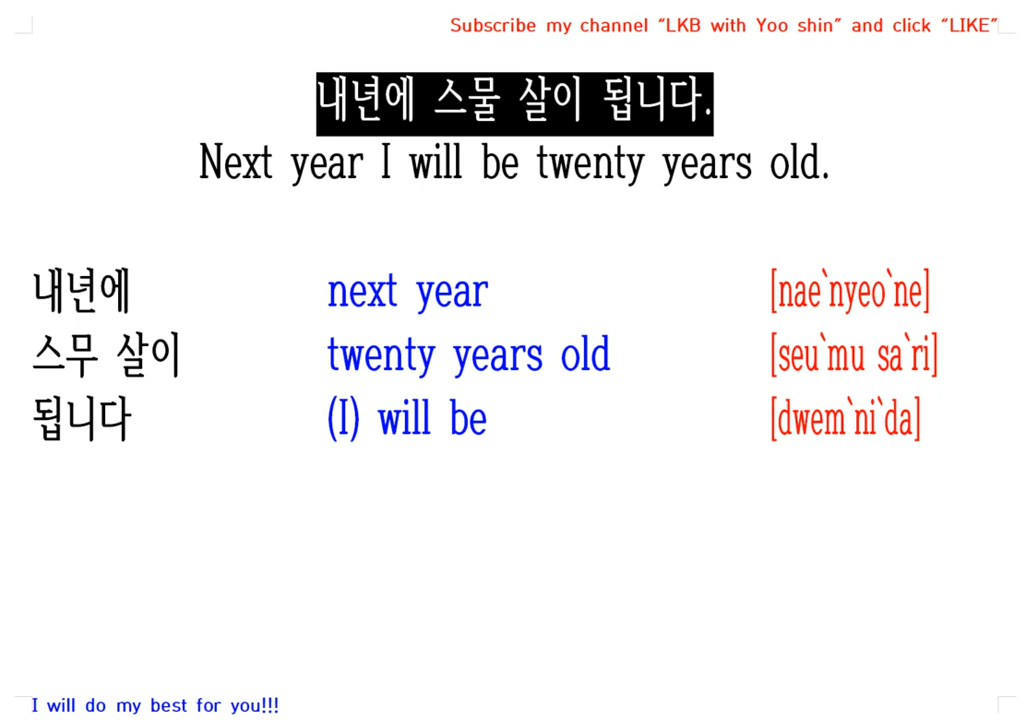 Subscribe my channel “LKB with Yoo shin” and click “LIKE”
내년에 스물 살이 됩니다.
Next year I will be twenty years old.
내년에 next year [nae`nyeo`ne]
스무 살이 twenty years old [seu`mu sa`ri]
됩니다 (I) will be [dwem`ni`da]
I will do my best for you!!!